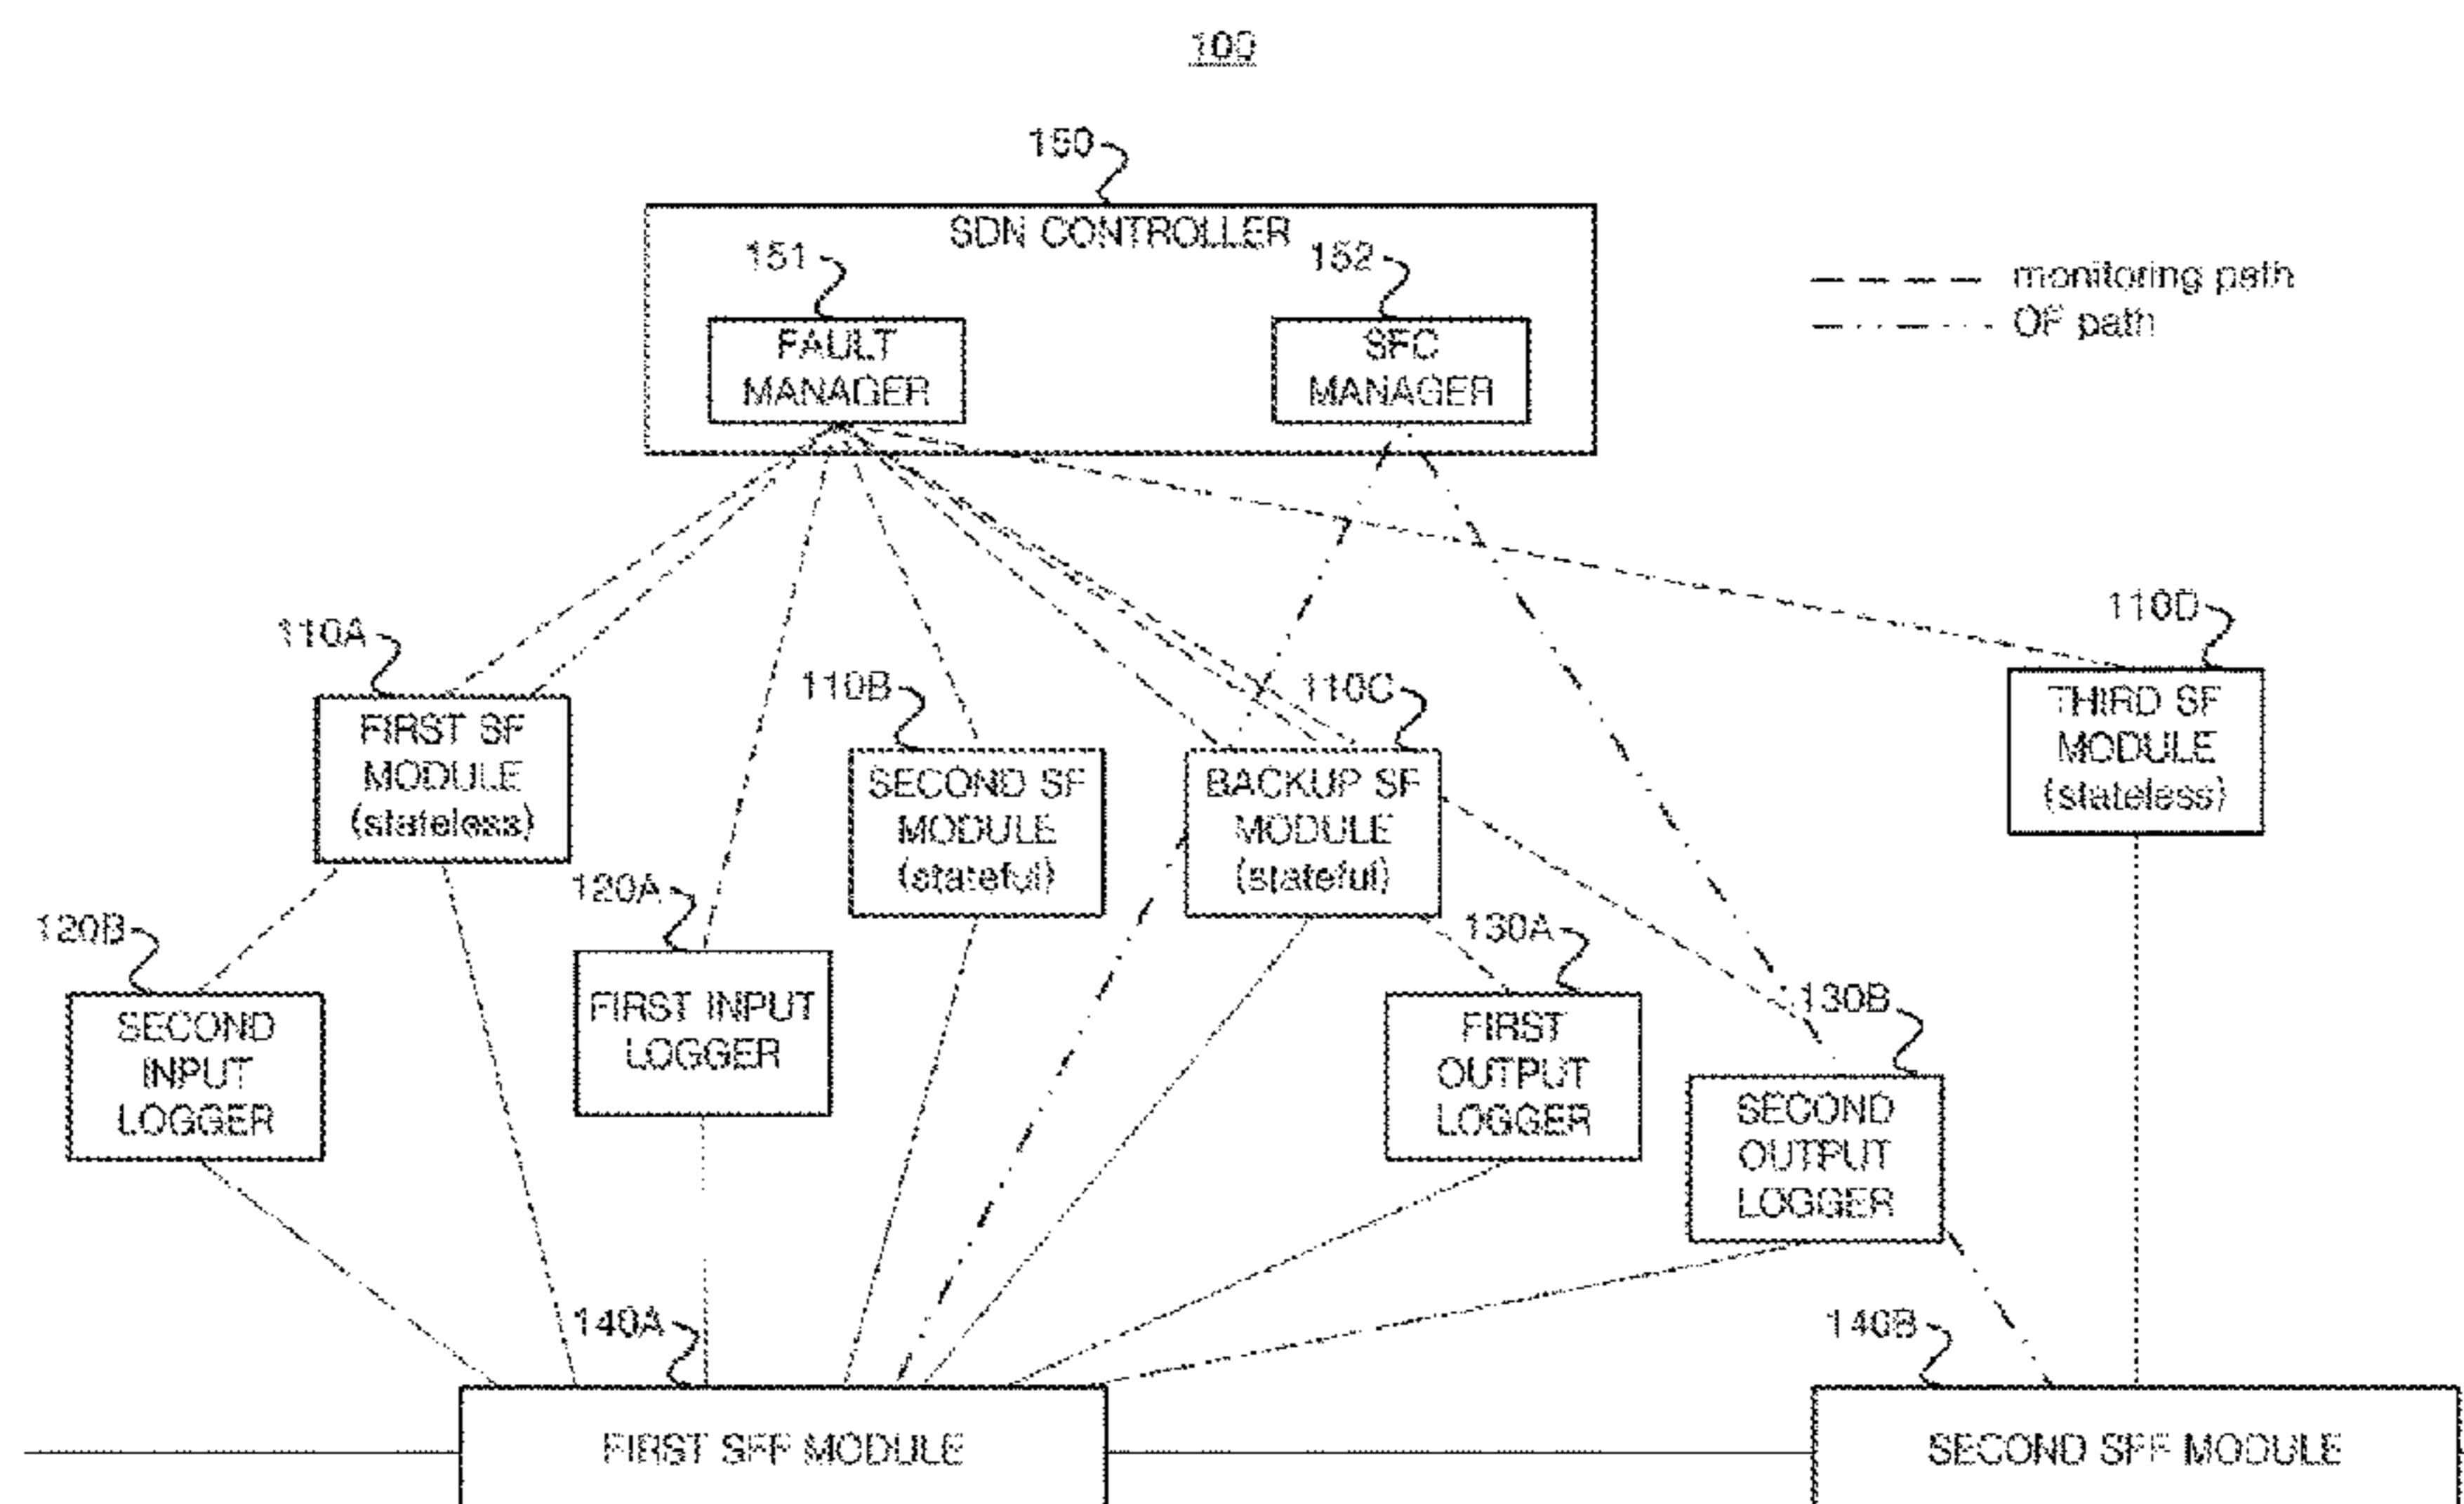 100
150
SDN CONTROLLER
151
152
FAULT
MANAGER
SFC
MANAGER
monitoring path
OF path
110A
FIRST SF
MODULE
(stateless)
110B
SECOND SF
MODULE
(stateful)
110C
BACKUP SF
MODULE
(stateful)
110D
THIRD SF
MODULE
(stateless)
120B
SECOND
INPUT
LOGGER
120A
FIRST INPUT
LOGGER
130A
FIRST
OUTPUT
LOGGER
130B
SECOND
OUTPUT
LOGGER
140A
FIRST SFF MODULE
140B
SECOND SFF MODULE